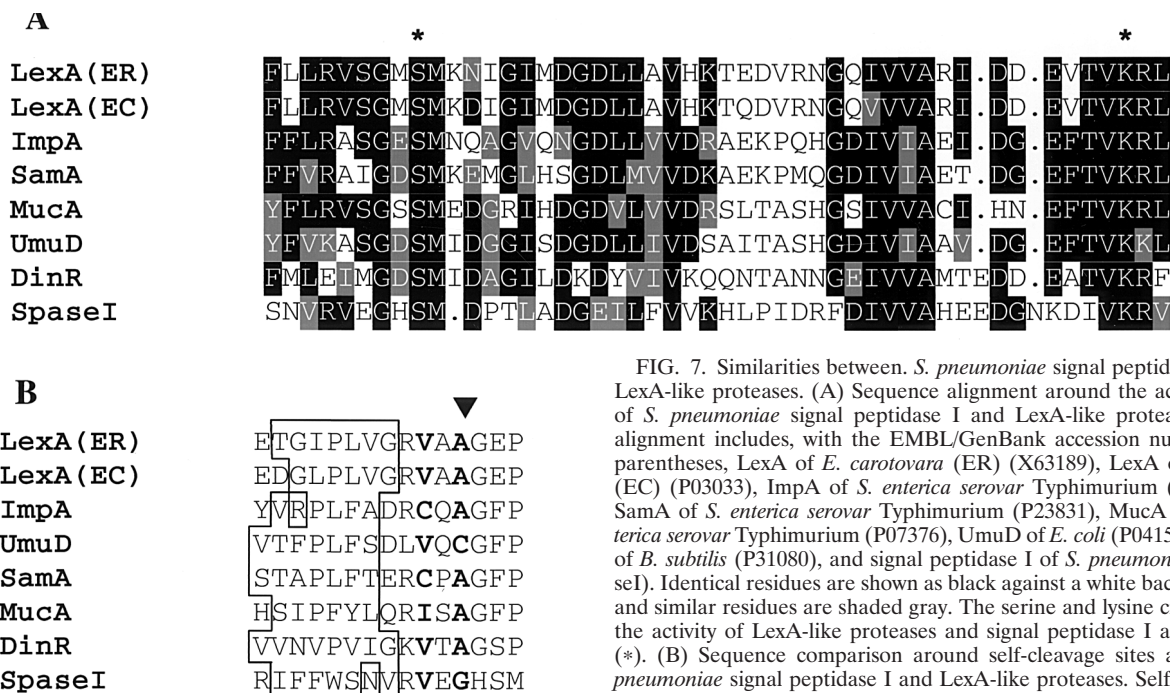 A
* *
LexA(ER) FLLRVSGMSMKNIGIMDGDLLAVHKTEDVRNGQIVVARI.DD.EVTVKRL
LexA(EC) FLLRVSGMSMKDIGIMDGDLLAVHKTQDVRNGQVVVARI.DD.EVTVKRL
ImpA FFLRASGESMNQAGVQNGDLLVVDRAEKPQHGDIVIAEI.DG.EFTVKRL
SamA FFVRAIGDSMKEMGLHSGDLMVVDKAEKPMQGDIVIAET.DG.EFTVKRL
MucA YFLRVSGSSMEDGRIHDGDVLVVDRSLTASHGSIVVACI.HN.EFTVKRL
UmuD YFVKASGDSMIDGGISDGDLLIVDSAITASHGDIVIAAV.DG.EFTVKKL
DinR FMLEIMGDSMIDAGILDKDYVIVKQQNTANNGEIVVAMTEDD.EATVKRF
SpaseI SNVRVEGHSM.DPTLADGEILFVVKHLPIDRFDIVVAHEEDGNKDIVKRV
B
▼
LexA(ER) ETGIPLVGRVAAGEP
LexA(EC) EDGLPLVGRVAAGEP
ImpA YVRPLFADRCQAGFP
UmuD VTFPLFSDLVQCGFP
SamA STAPLFTERCPAGFP
MucA HSIPFYLQRISAGFP
DinR VVNVPVIGKVTAGSP
SpaseI RIFFWSNVRVEGHSM
FIG. 7. Similarities between. S. pneumoniae signal peptid
LexA-like proteases. (A) Sequence alignment around the ac
of S. pneumoniae signal peptidase I and LexA-like protea
alignment includes, with the EMBL/GenBank accession nu
parentheses, LexA of E. carotovara (ER) (X63189), LexA
(EC) (P03033), ImpA of S. enterica serovar Typhimurium (
SamA of S. enterica serovar Typhimurium (P23831), MucA
terica serovar Typhimurium (P07376), UmuD of E. coli (P0415
of B. subtilis (P31080), and signal peptidase I of S. pneumon
seI). Identical residues are shown as black against a white bac
and similar residues are shaded gray. The serine and lysine c
the activity of LexA-like proteases and signal peptidase I a
(*). (B) Sequence comparison around self-cleavage sites a
pneumoniae signal peptidase I and LexA-like proteases. Self-